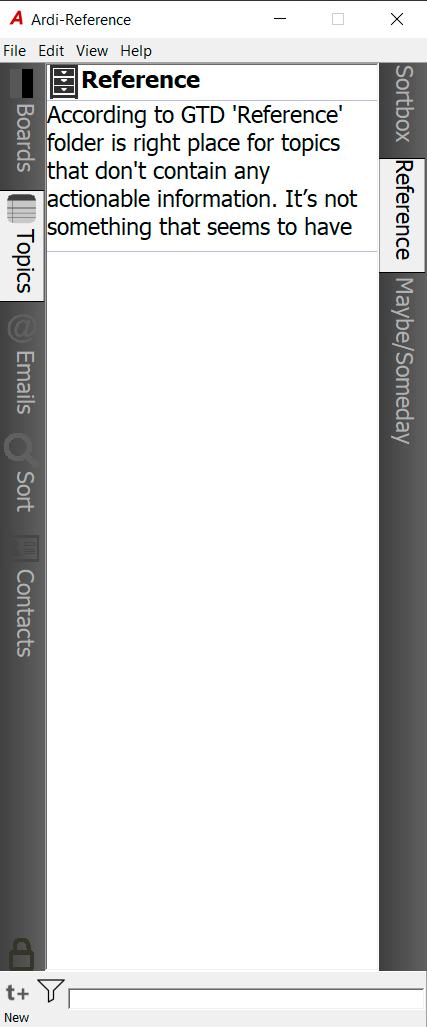 Ardi-Reference
File Edit View Help
Boards
Topics
Emails
Sort
Contacts
Reference
According to GTD 'Reference'
folder is right place for topics
that don't contain any
actionable information. It’s not
something that seems to have
Sortbox
Reference
Maybe/Someday
t+
New